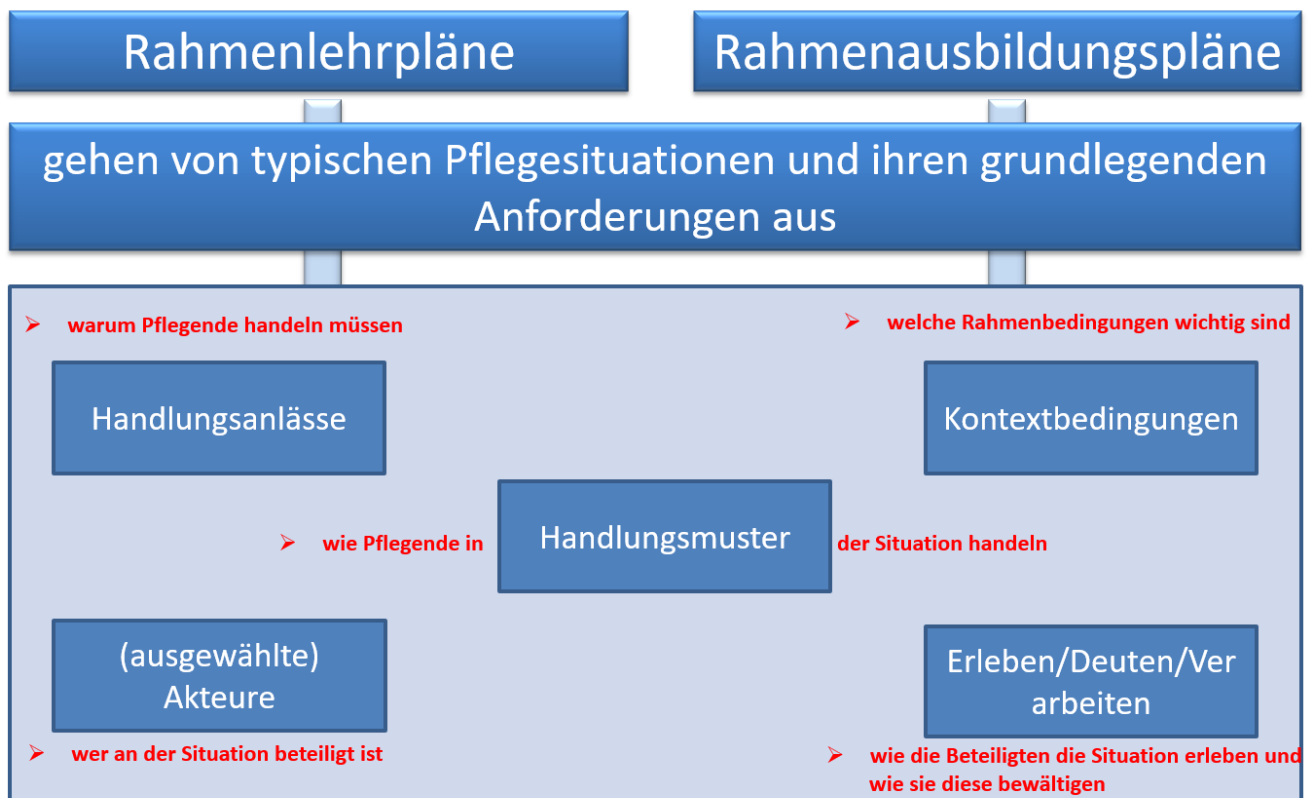 Rahmenlehrpläne
Rahmenausbildungspläne
gehen von typischen Pflegesituationen und ihren grundlegenden
Anforderungen aus
➢ warum Pflegende handeln müssen
➢ welche Rahmenbedingungen wichtig sind
Handlungsanlässe
Kontextbedingungen
➢ wie Pflegende in
Handlungsmuster
der Situation handeln
(ausgewählte)
Akteure
Erleben/Deuten/Ver
arbeiten
➢ wer an der Situation beteiligt ist
➢ wie die Beteiligten die Situation erleben und
wie sie diese bewältigen